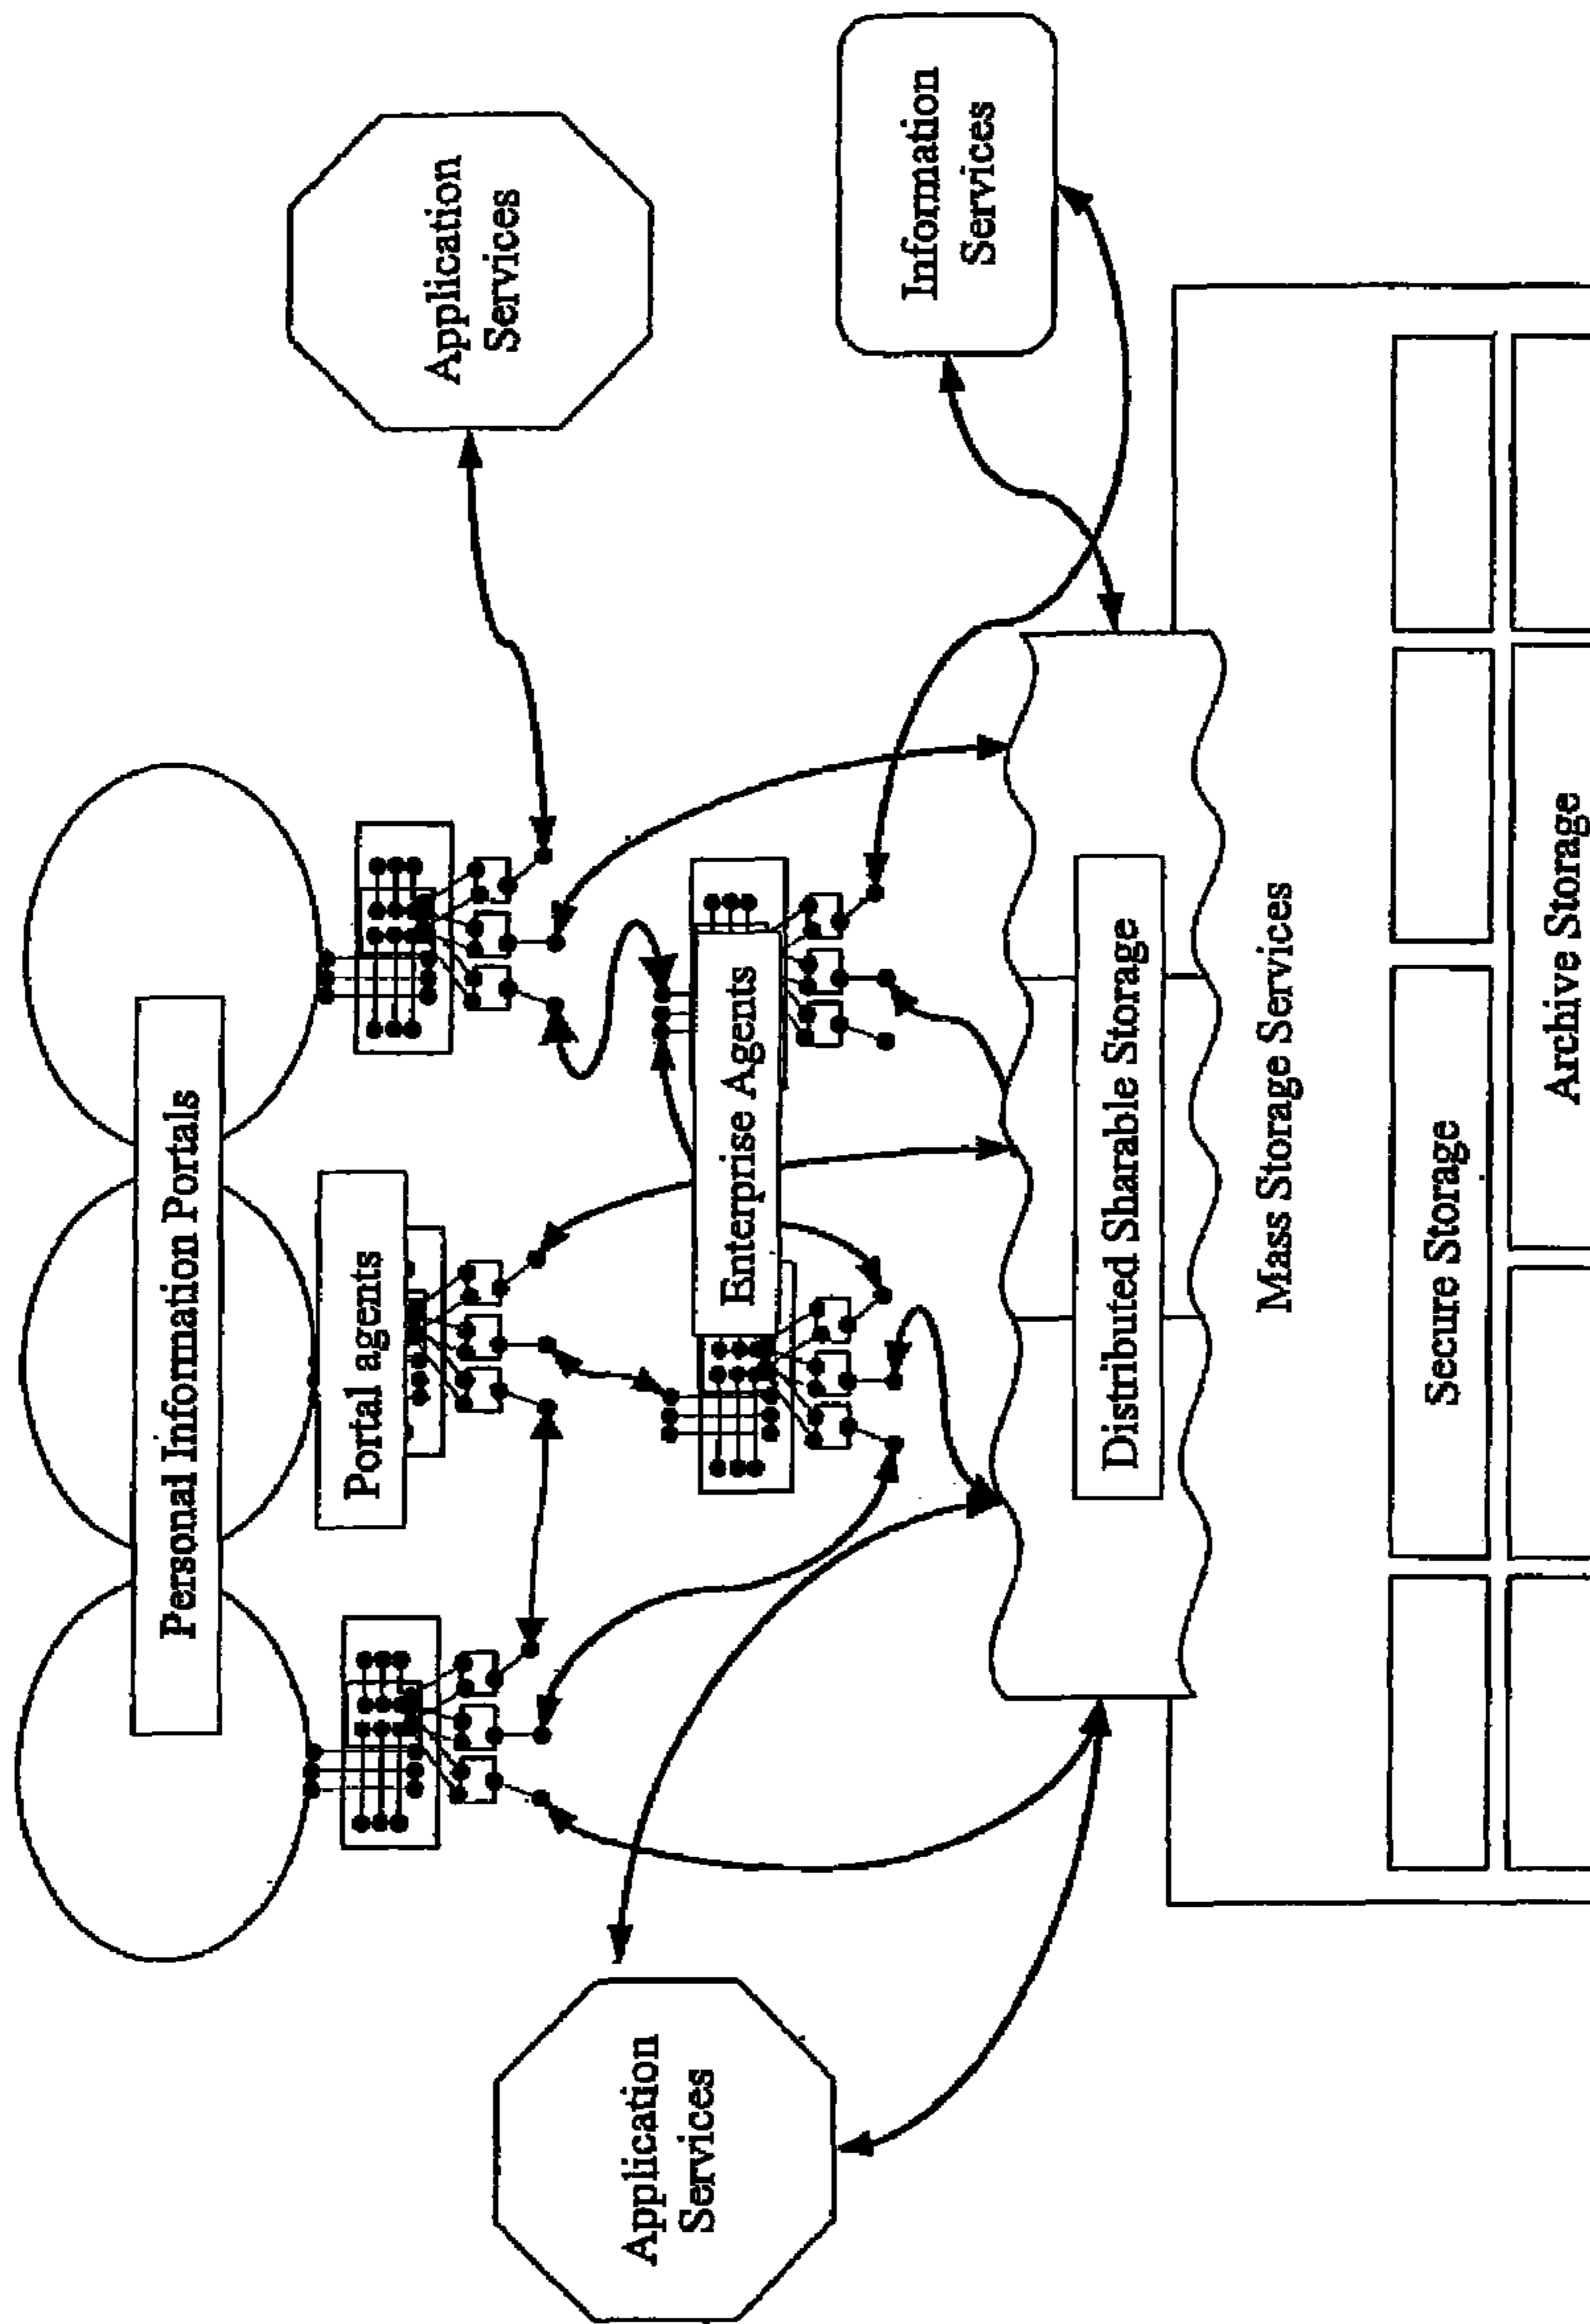 Personal Information Portals
Portal agents
Application
Services
Enterprise Agents
Application
Services
Information
Services
Distributed Sharable Storage
Mass Storage Services
Secure Storage
Archive Storage